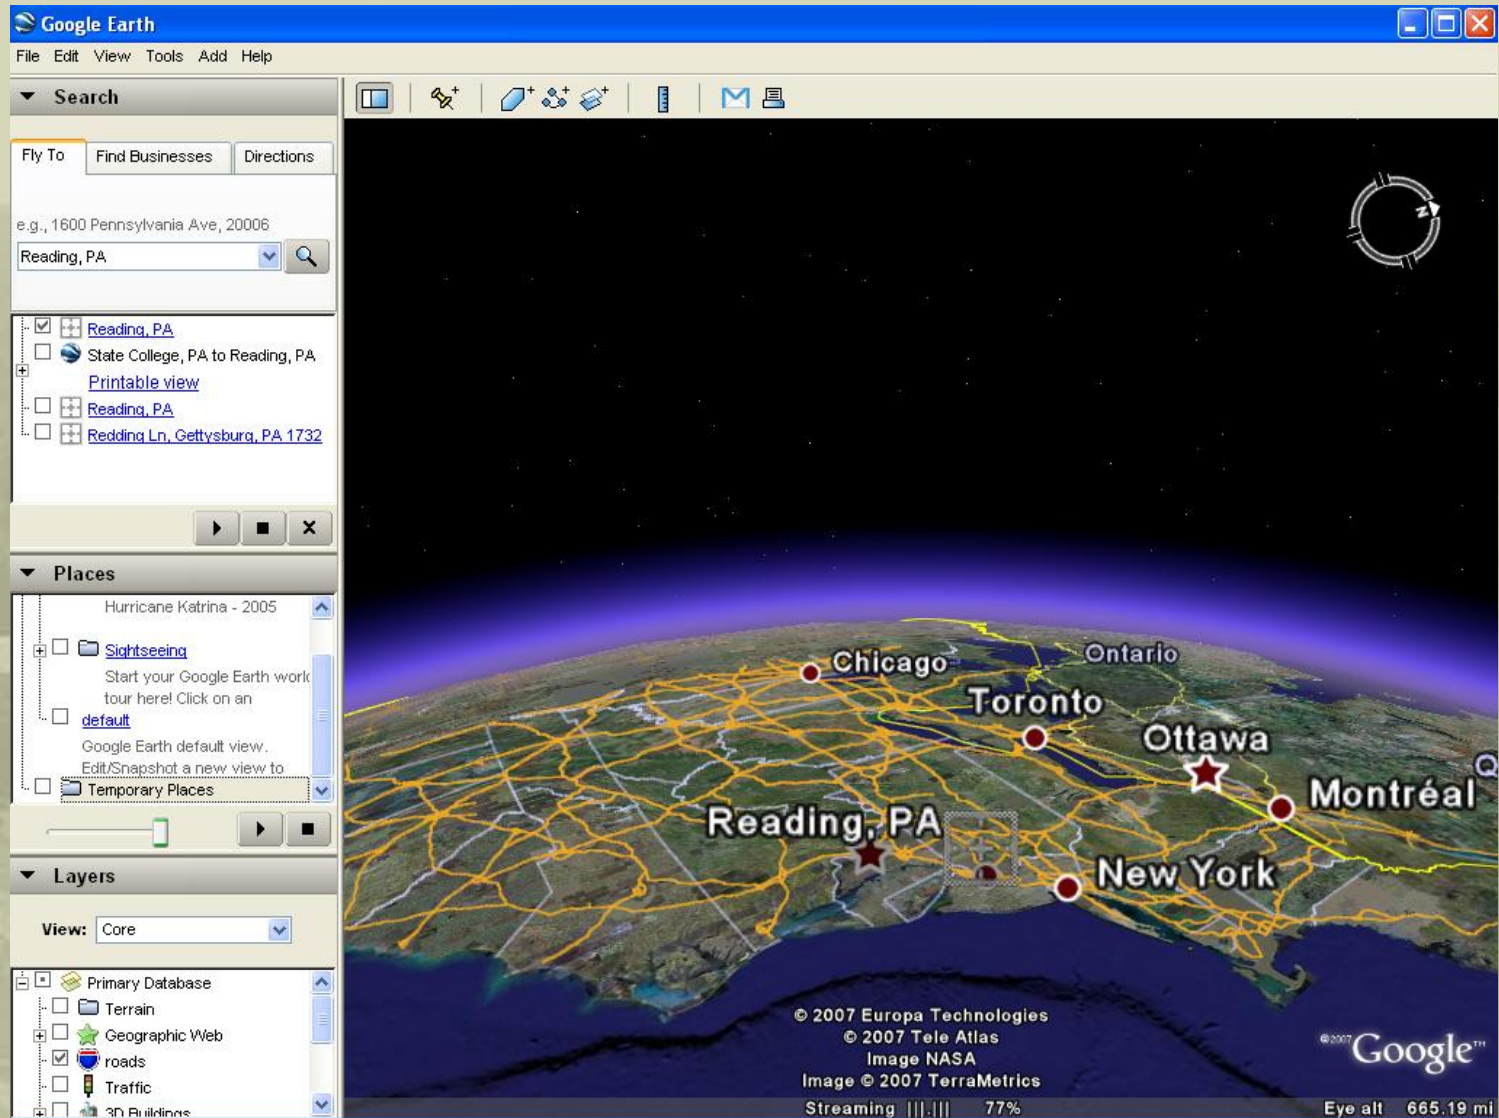 Google Earth
File Edit View Tools Add Help
Search
Fly To Find Businesses Directions
e.g., 1600 Pennsylvania Ave, 20006
Reading, PA
Reading, PA
State College, PA to Reading, PA
Printable view
Reading, PA
Redding Ln, Gettysburg, PA 1732
Places
Hurricane Katrina - 2005
Sightseeing
Start your Google Earth world
tour here! Click on an
default
Google Earth default view.
Edit/Snapshot a new view to
Temporary Places
Layers
View: Core
Primary Database
Terrain
Geographic Web
roads
Traffic
3D Buildings
N
Chicago
Ontario
Toronto
Ottawa
Q
Montréal
Reading, PA
New York
© 2007 Europa Technologies
© 2007 Tele Atlas
Image NASA
Image © 2007 TerraMetrics
©2007 Google™
Streaming |||.||| 77%
Eye alt 665.19 mi